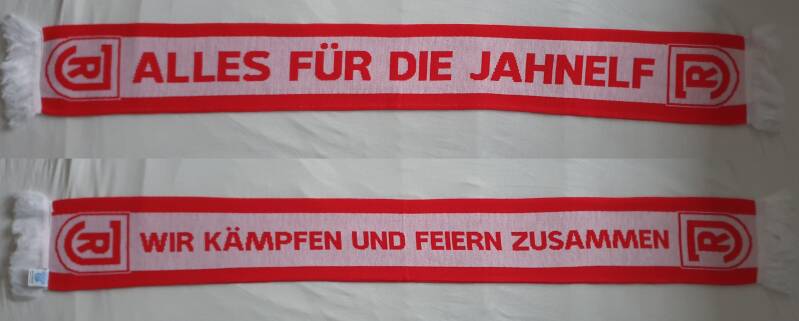 ALLES FÜR DIE JAHNELF
WIR KÄMPFEN UND FEIERN ZUSAMMEN